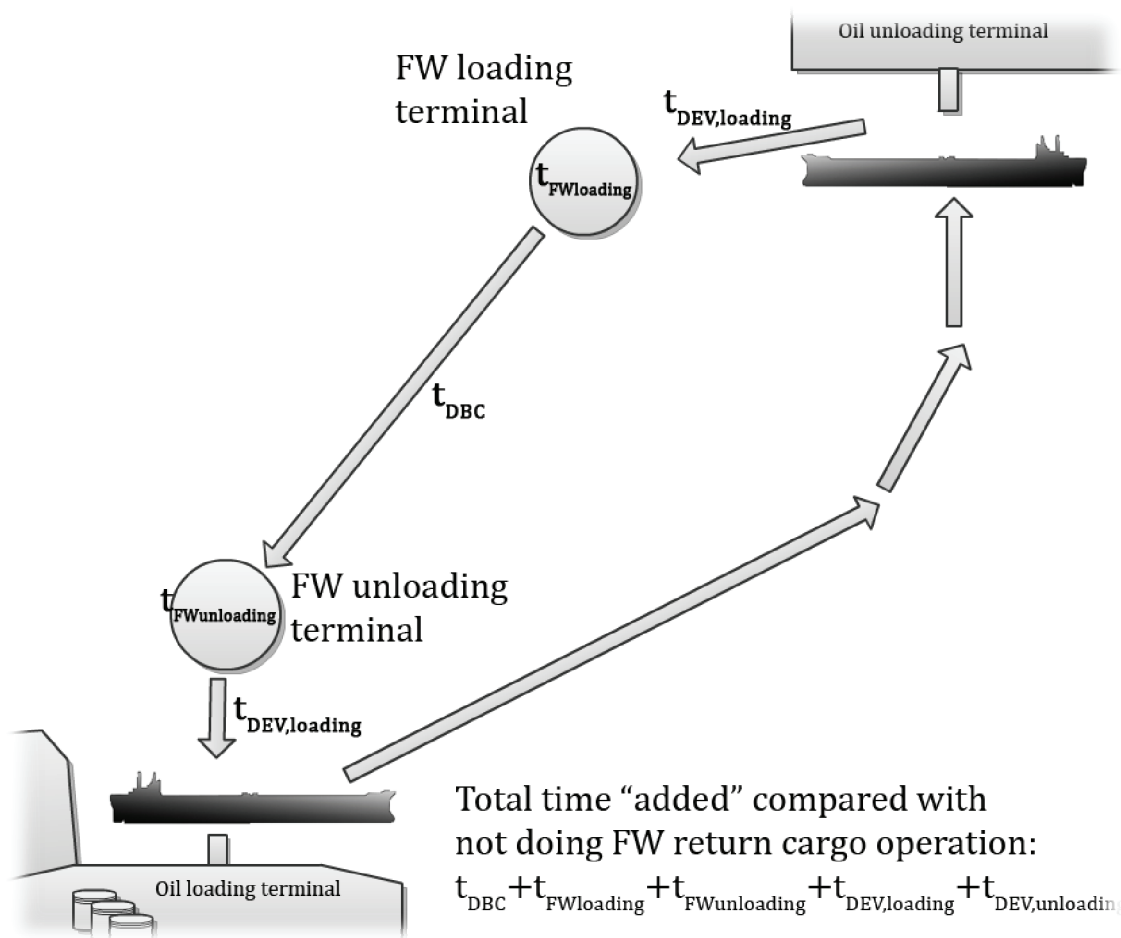 Oil unloading terminal
FW loading
terminal
tDEV,loading
tFWloading
tDBC
tFWunloading
FW unloading
terminal
tDEV,loading
Total time “added” compared with
not doing FW return cargo operation:
tDBC +tFWloading +tFWunloading +tDEV,loading +tDEV,unloading
Oil loading terminal